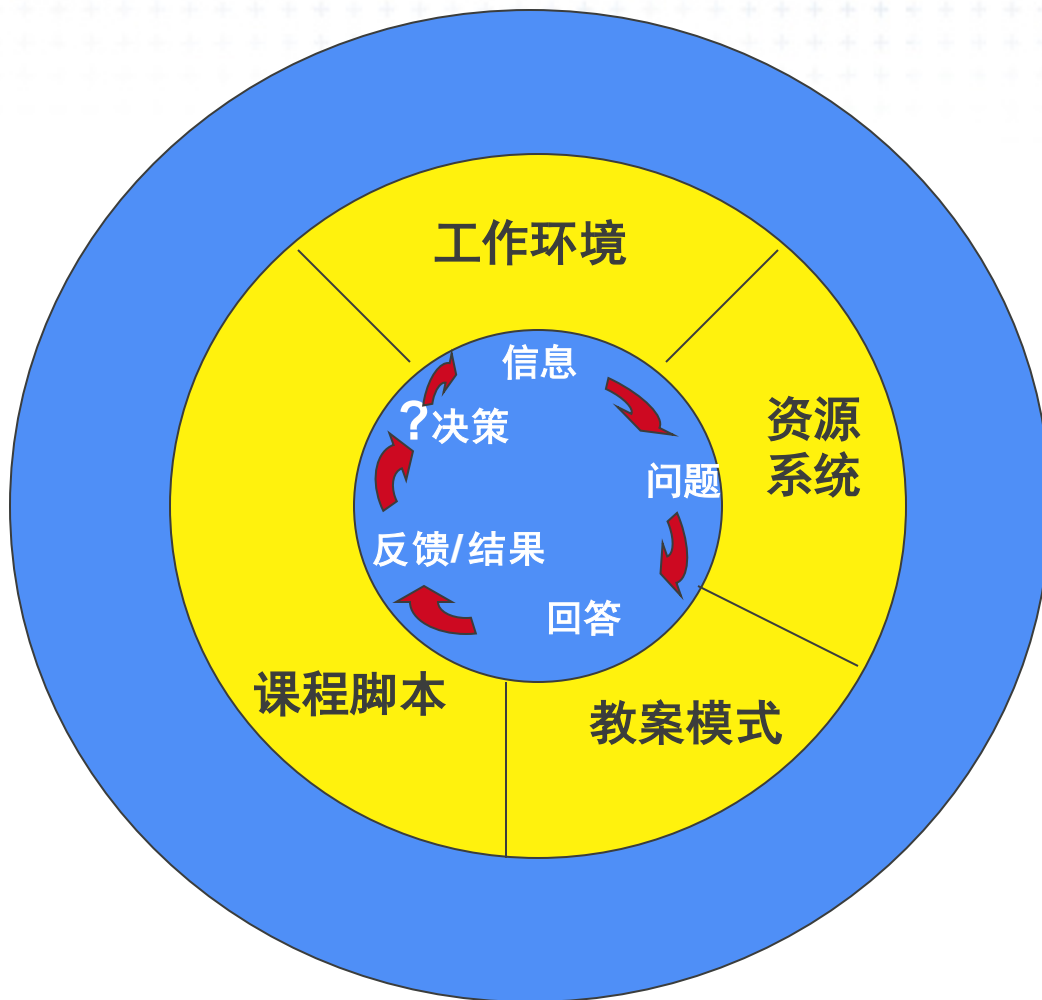 工作环境
信息
?决策
资源
系统
问题
反馈/结果
回答
课程脚本
教案模式